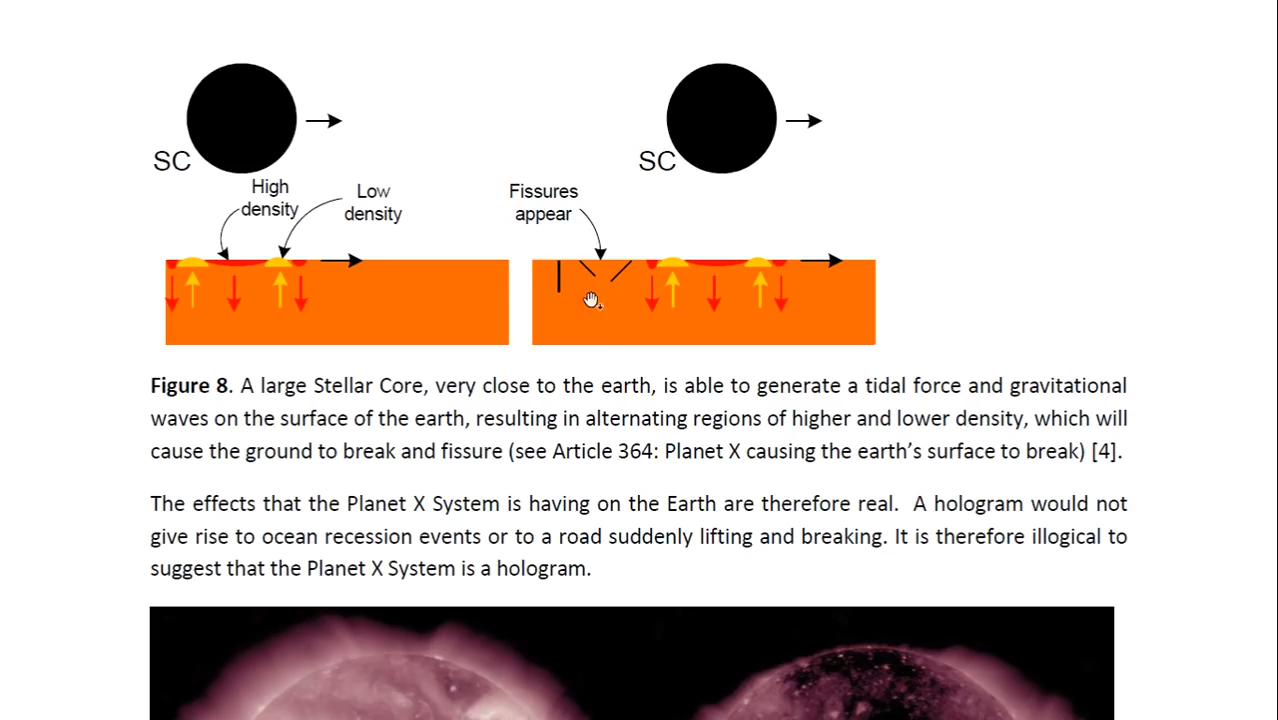 SC
SC
High
density
Low
density
Fissures
appear
Figure 8. A large Stellar Core, very close to the earth, is able to generate a tidal force and gravitational
waves on the surface of the earth, resulting in alternating regions of higher and lower density, which will
cause the ground to break and fissure (see Article 364: Planet X causing the earth's surface to break) [4].
The effects that the Planet X System is having on the Earth are therefore real. A hologram would not
give rise to ocean recession events or to a road suddenly lifting and breaking. It is therefore illogical to
suggest that the Planet X System is a hologram.